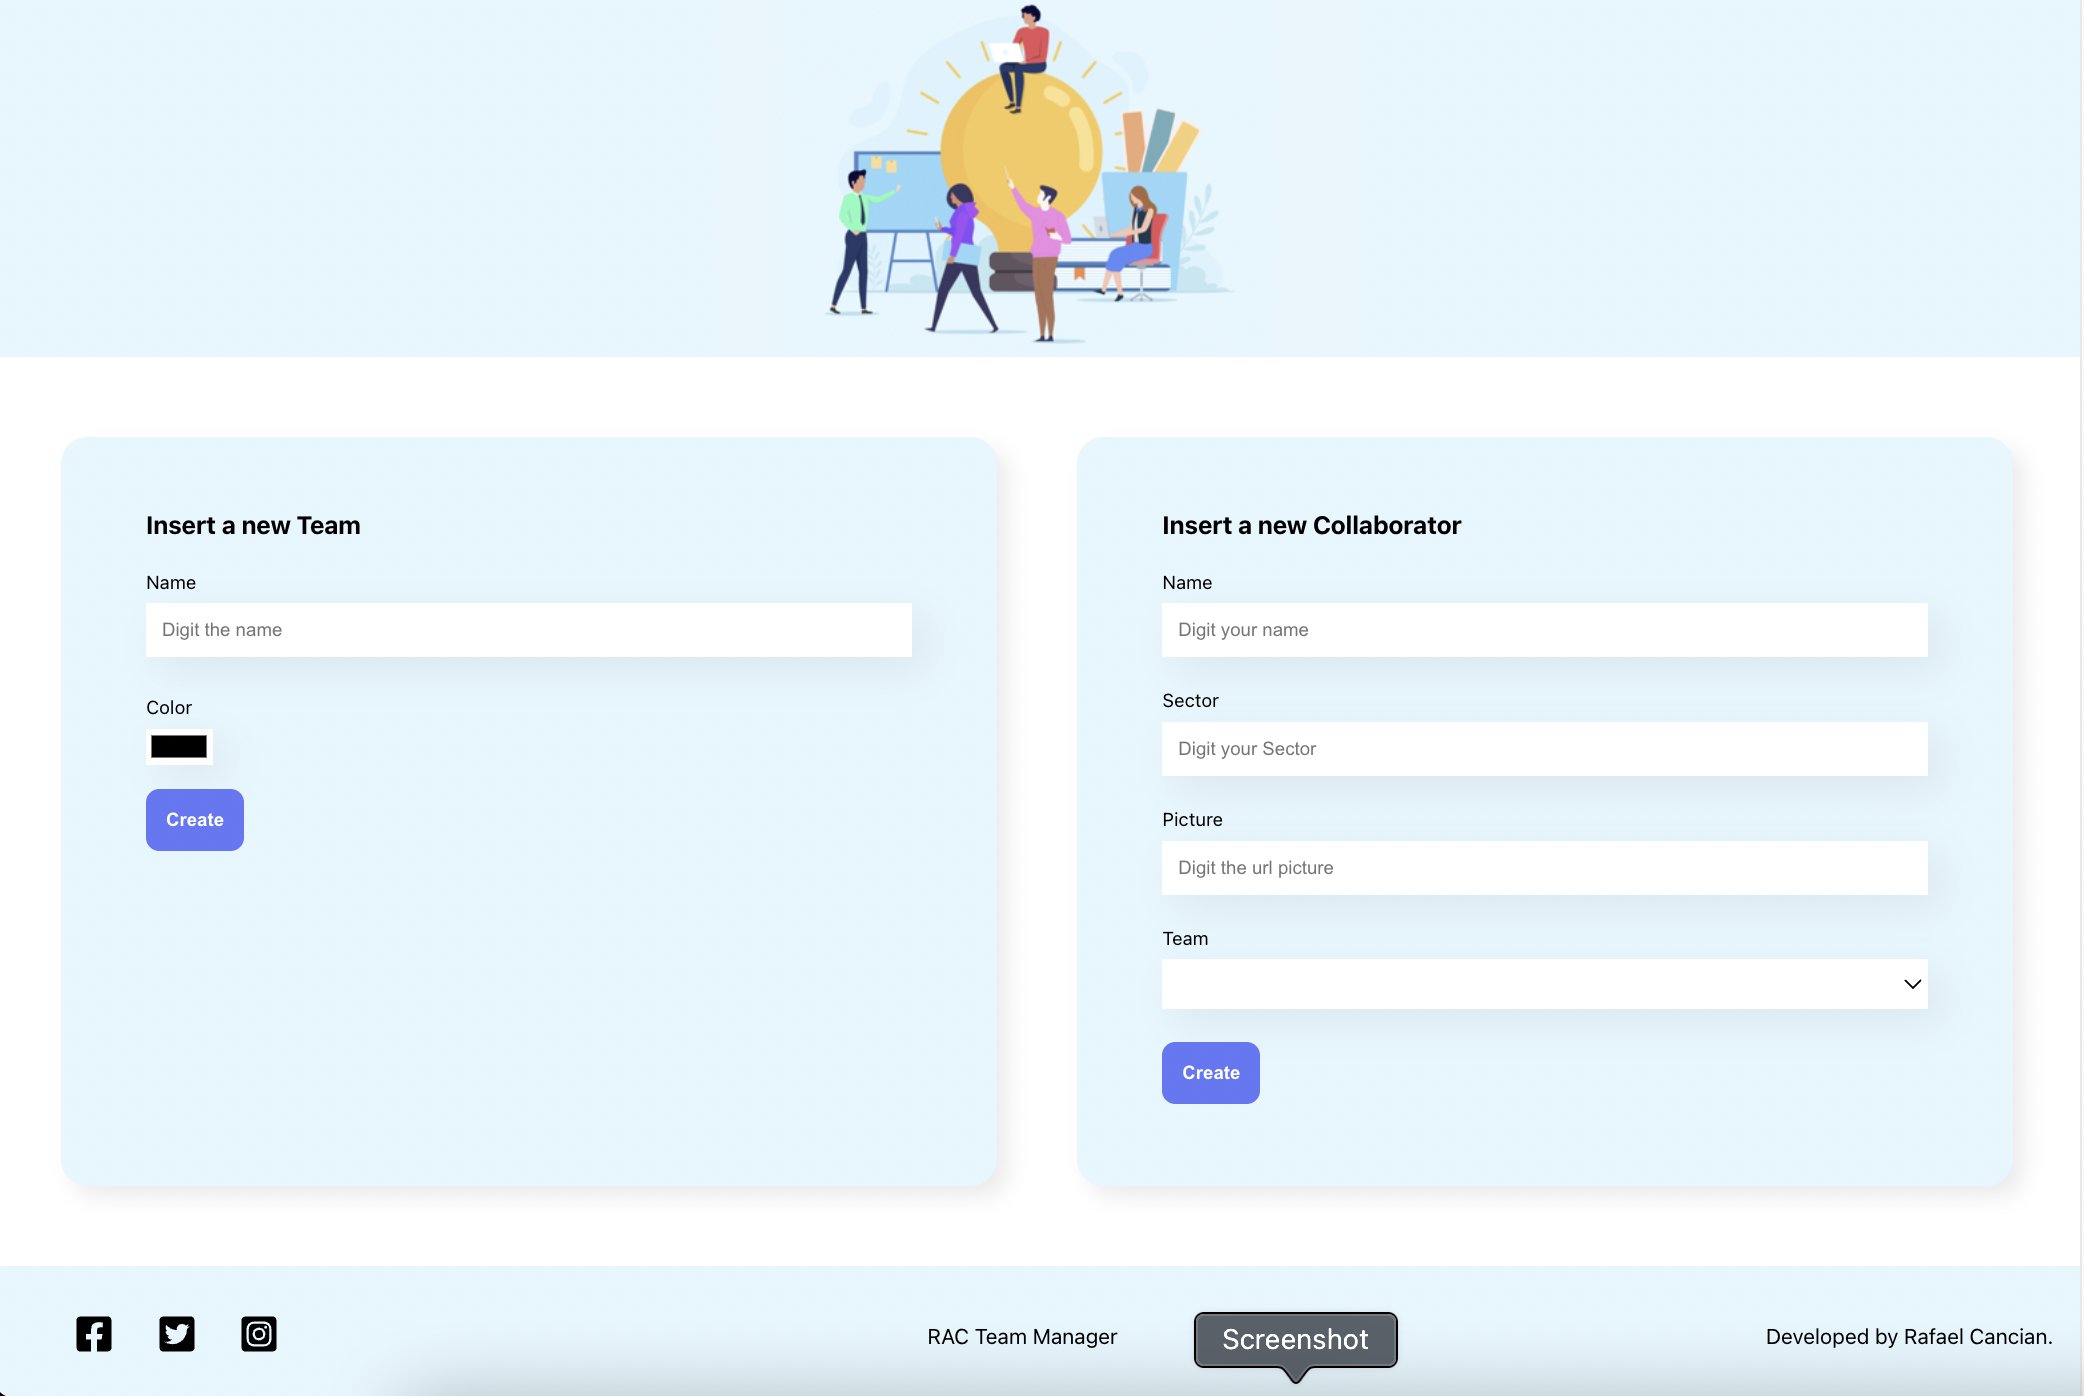 Insert a new Team
Name
Digit the name
Color
Create
Insert a new Collaborator
Name
Digit your name
Sector
Digit your Sector
Picture
Digit the url picture
Team
Create
RAC Team Manager
Screenshot
Developed by Rafael Cancian.